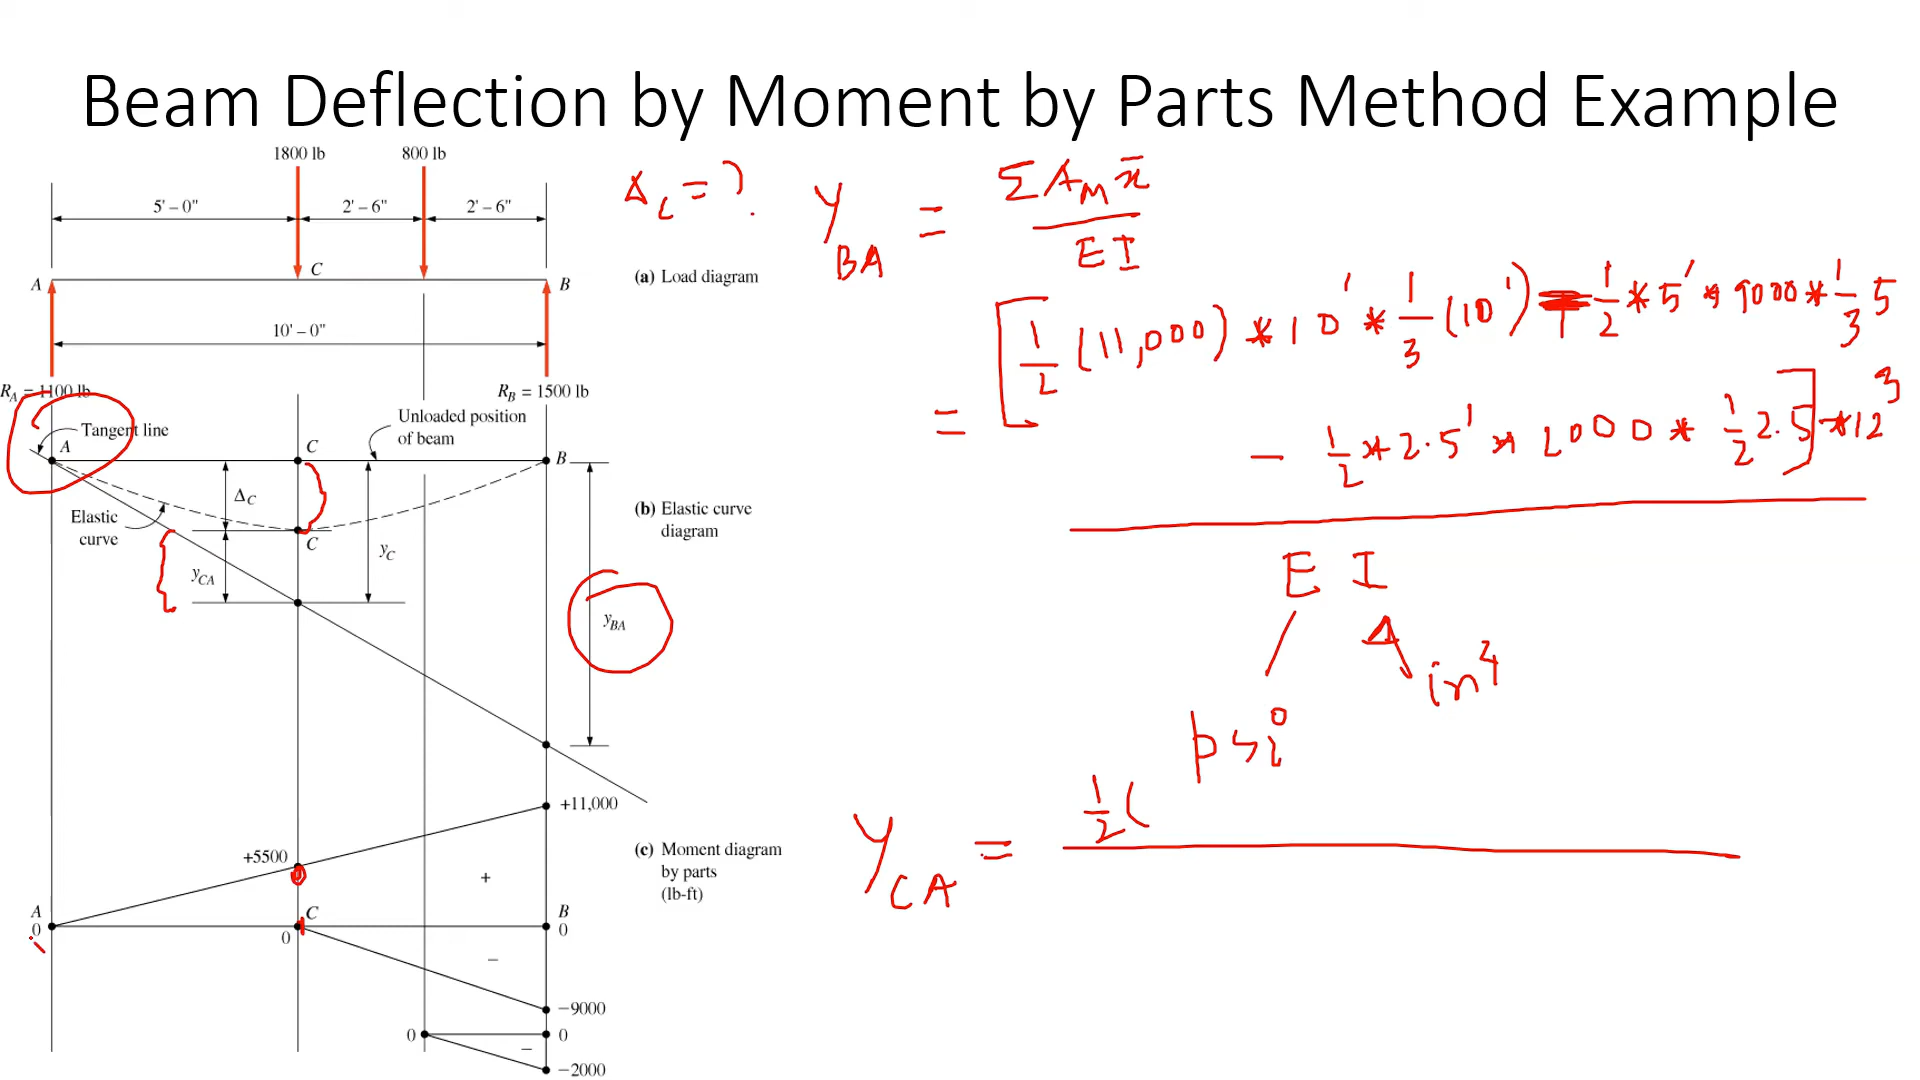 Beam Deflection by Moment by Parts Method Example
1800 lb 800 lb
5' – 0" 2' – 6" 2' – 6"
A C B
(a) Load diagram
10' – 0"
R_A = 1100 lb R_B = 1500 lb
Tangent line
Unloaded position
of beam
A C B
Δ_C
Elastic
curve
C
y_C
y_CA
y_BA
(b) Elastic curve
diagram
+11,000
+5500
(c) Moment diagram
by parts
(lb-ft)
+
A C B
0 0 0
–
–9000
0 0
–
–2000
Δ_C = ?
y_BA = ΣA_M x̄ / EI
= [ 1/2 (11,000) * 10' * 1/3 (10') - 1/2 * 5' * 9000 * 1/3 5
- 1/2 * 2.5' * 2000 * 1/2 2.5 ] * 12^3
E I
in^4
psi
y_CA = 1/2 (